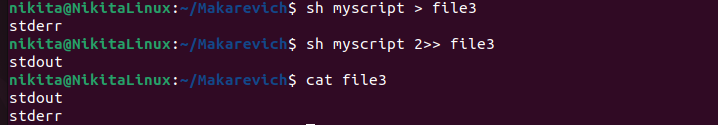 nikita@NikitaLinux:~/Makarevich$ sh myscript > file3
stderr
nikita@NikitaLinux:~/Makarevich$ sh myscript 2>> file3
stdout
nikita@NikitaLinux:~/Makarevich$ cat file3
stdout
stderr